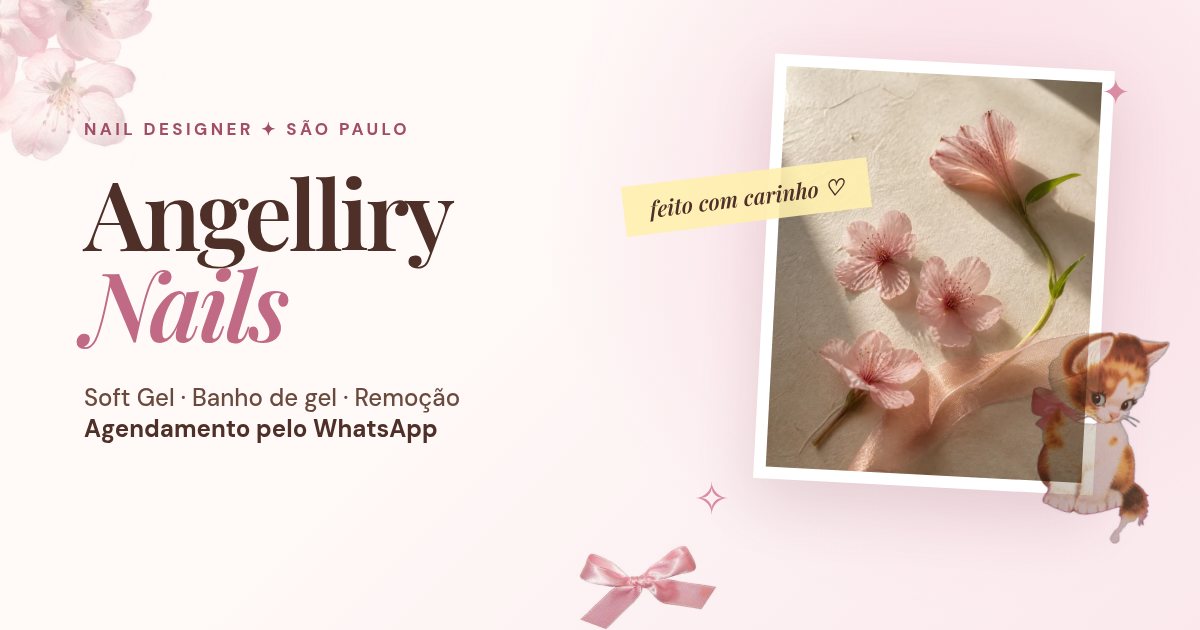 NAIL DESIGNER ✦ SÃO PAULO
Angelliry
Nails
Soft Gel · Banho de gel · Remoção
Agendamento pelo WhatsApp
feito com carinho ♡